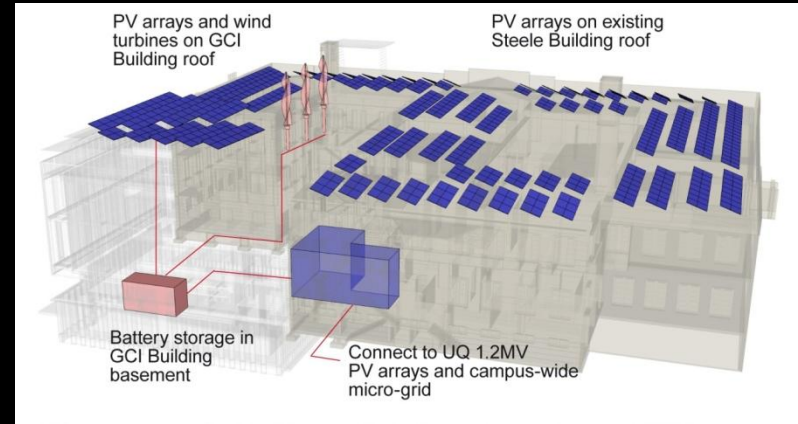 PV arrays and wind
turbines on GCI
Building roof
PV arrays on existing
Steele Building roof
Battery storage in
GCI Building
basement
Connect to UQ 1.2MV
PV arrays and campus-wide
micro-grid